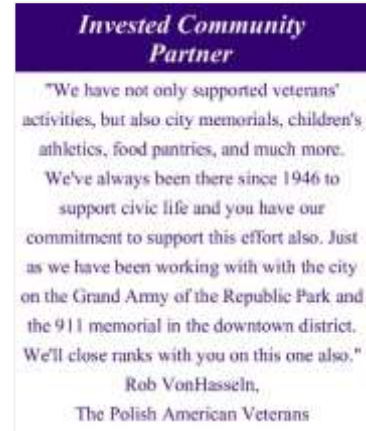 Invested Community
Partner
"We have not only supported veterans'
activities, but also city memorials, children's
athletics, food pantries, and much more.
We've always been there since 1946 to
support civic life and you have our
commitment to support this effort also. Just
as we have been working with with the city
on the Grand Army of the Republic Park and
the 911 memorial in the downtown district.
We'll close ranks with you on this one also."
Rob VonHasseln,
The Polish American Veterans